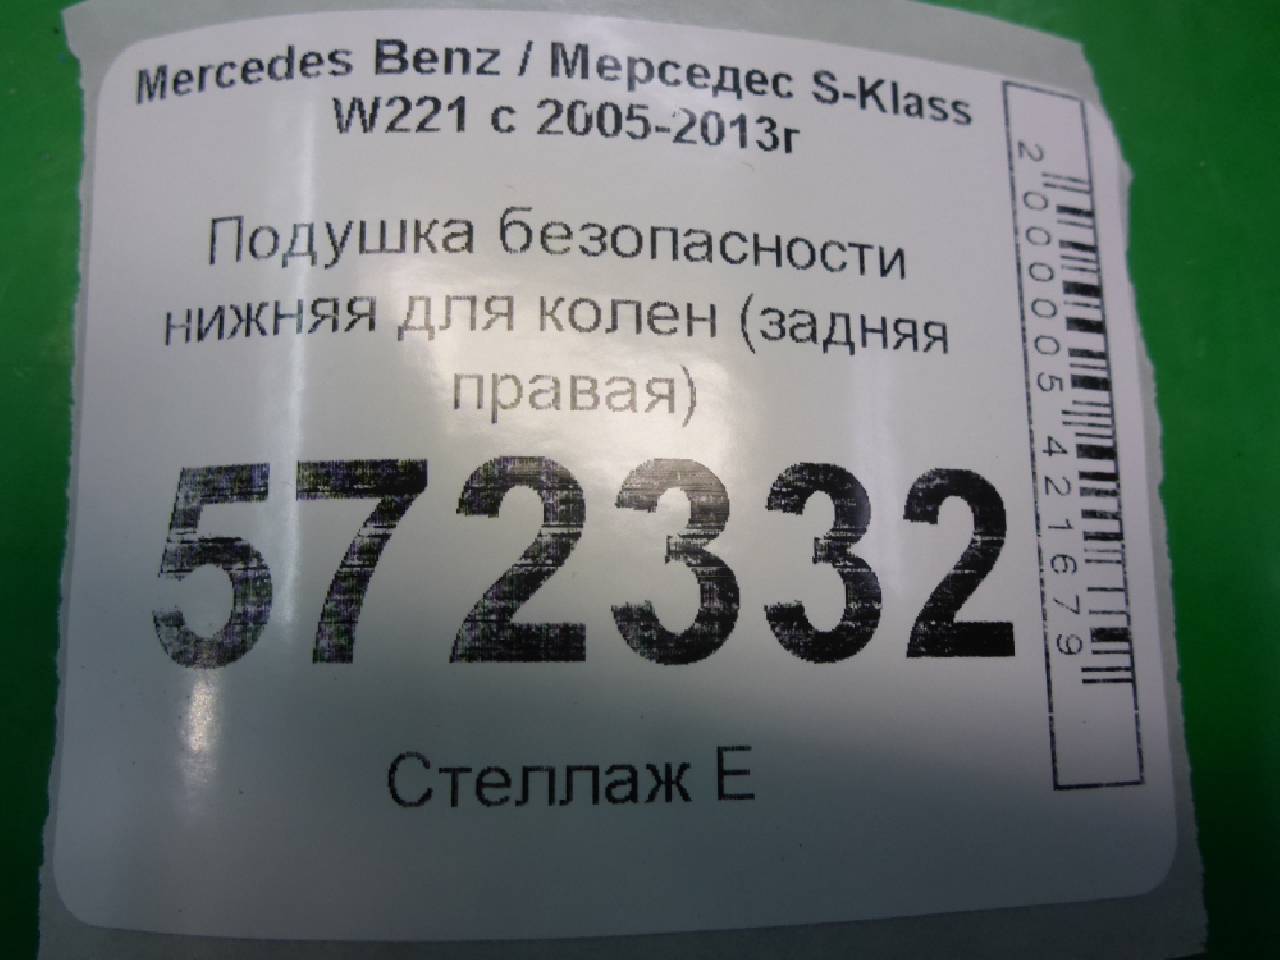 Mercedes Benz / Мерседес S-Klass
W221 с 2005-2013г
Подушка безопасности
нижняя для колен (задняя
правая)
572332
Стеллаж E
2000005421679